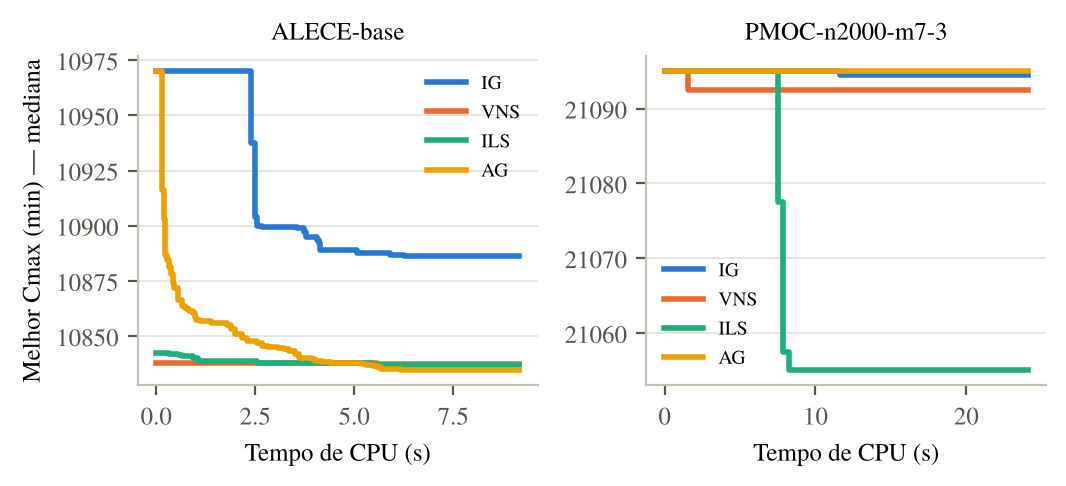 ALECE-base
Melhor Cmax (min) — mediana
10975
10950
10925
10900
10875
10850
IG
VNS
ILS
AG
0.0
2.5
5.0
7.5
Tempo de CPU (s)
PMOC-n2000-m7-3
21090
21080
21070
21060
IG
VNS
ILS
AG
0
10
20
Tempo de CPU (s)